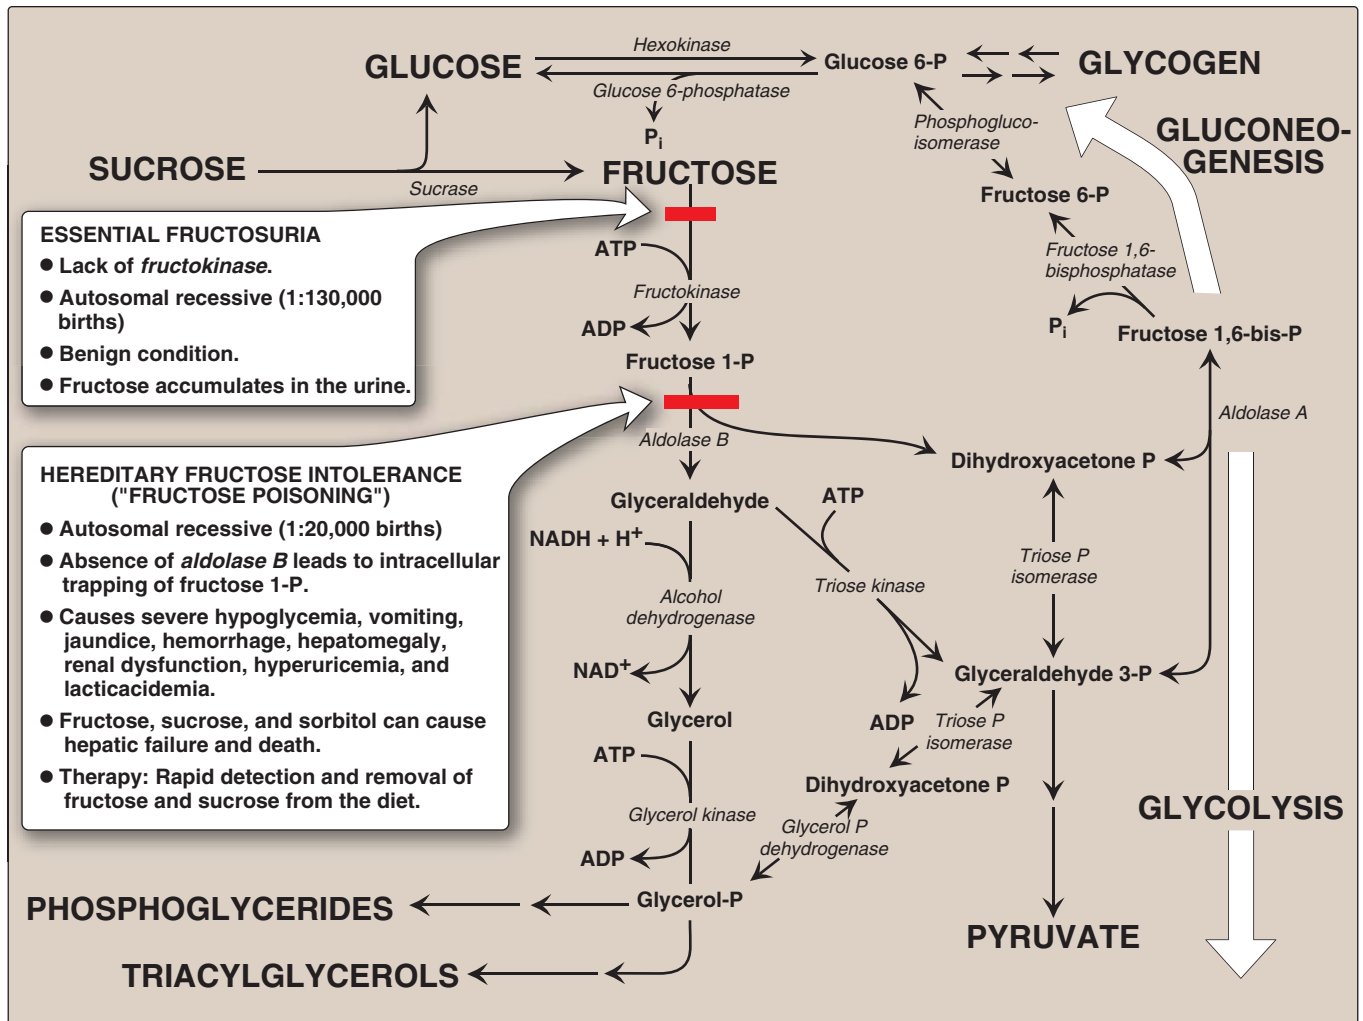 Hexokinase
GLUCOSE
Glucose 6-P
GLYCOGEN
Glucose 6-phosphatase
Pi
Phosphogluco-
isomerase
GLUCONEO-
GENESIS
SUCROSE
Sucrase
FRUCTOSE
Fructose 6-P
ESSENTIAL FRUCTOSURIA
● Lack of fructokinase.
● Autosomal recessive (1:130,000
births)
● Benign condition.
● Fructose accumulates in the urine.
ATP
Fructokinase
ADP
Fructose 1-P
Fructose 1,6-
bisphosphatase
Pi
Fructose 1,6-bis-P
Aldolase A
Aldolase B
Dihydroxyacetone P
HEREDITARY FRUCTOSE INTOLERANCE
("FRUCTOSE POISONING")
● Autosomal recessive (1:20,000 births)
● Absence of aldolase B leads to intracellular
trapping of fructose 1-P.
● Causes severe hypoglycemia, vomiting,
jaundice, hemorrhage, hepatomegaly,
renal dysfunction, hyperuricemia, and
lacticacidemia.
● Fructose, sucrose, and sorbitol can cause
hepatic failure and death.
● Therapy: Rapid detection and removal of
fructose and sucrose from the diet.
Glyceraldehyde
ATP
NADH + H+
Triose kinase
Triose P
isomerase
Alcohol
dehydrogenase
NAD+
Glyceraldehyde 3-P
Glycerol
ADP
Triose P
isomerase
ATP
Dihydroxyacetone P
Glycerol kinase
Glycerol P
dehydrogenase
GLYCOLYSIS
ADP
Glycerol-P
PHOSPHOGLYCERIDES
PYRUVATE
TRIACYLGLYCEROLS